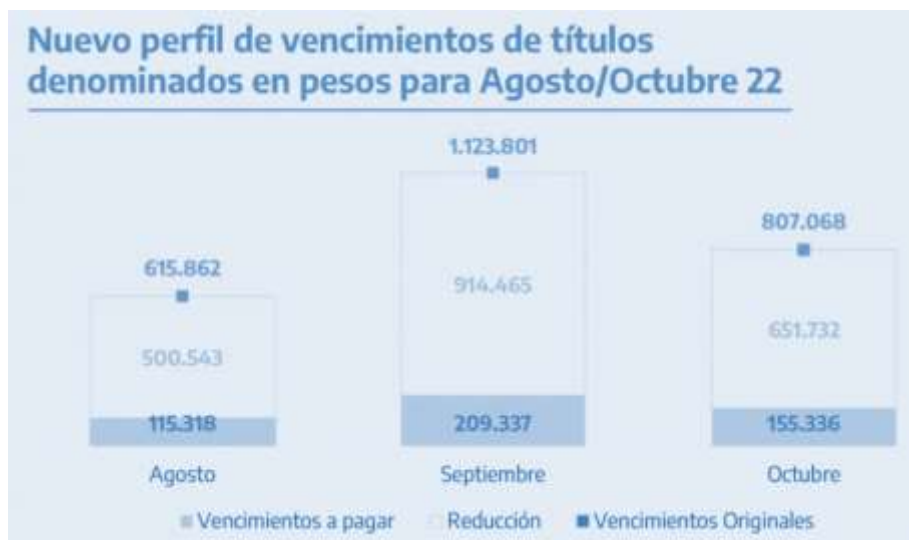 Nuevo perfil de vencimientos de títulos
denominados en pesos para Agosto/Octubre 22
1.123.801
807.068
615.862
914.465
651.732
500.543
115.318
209.337
155.336
Agosto
Septiembre
Octubre
Vencimientos a pagar
Reducción
Vencimientos Originales